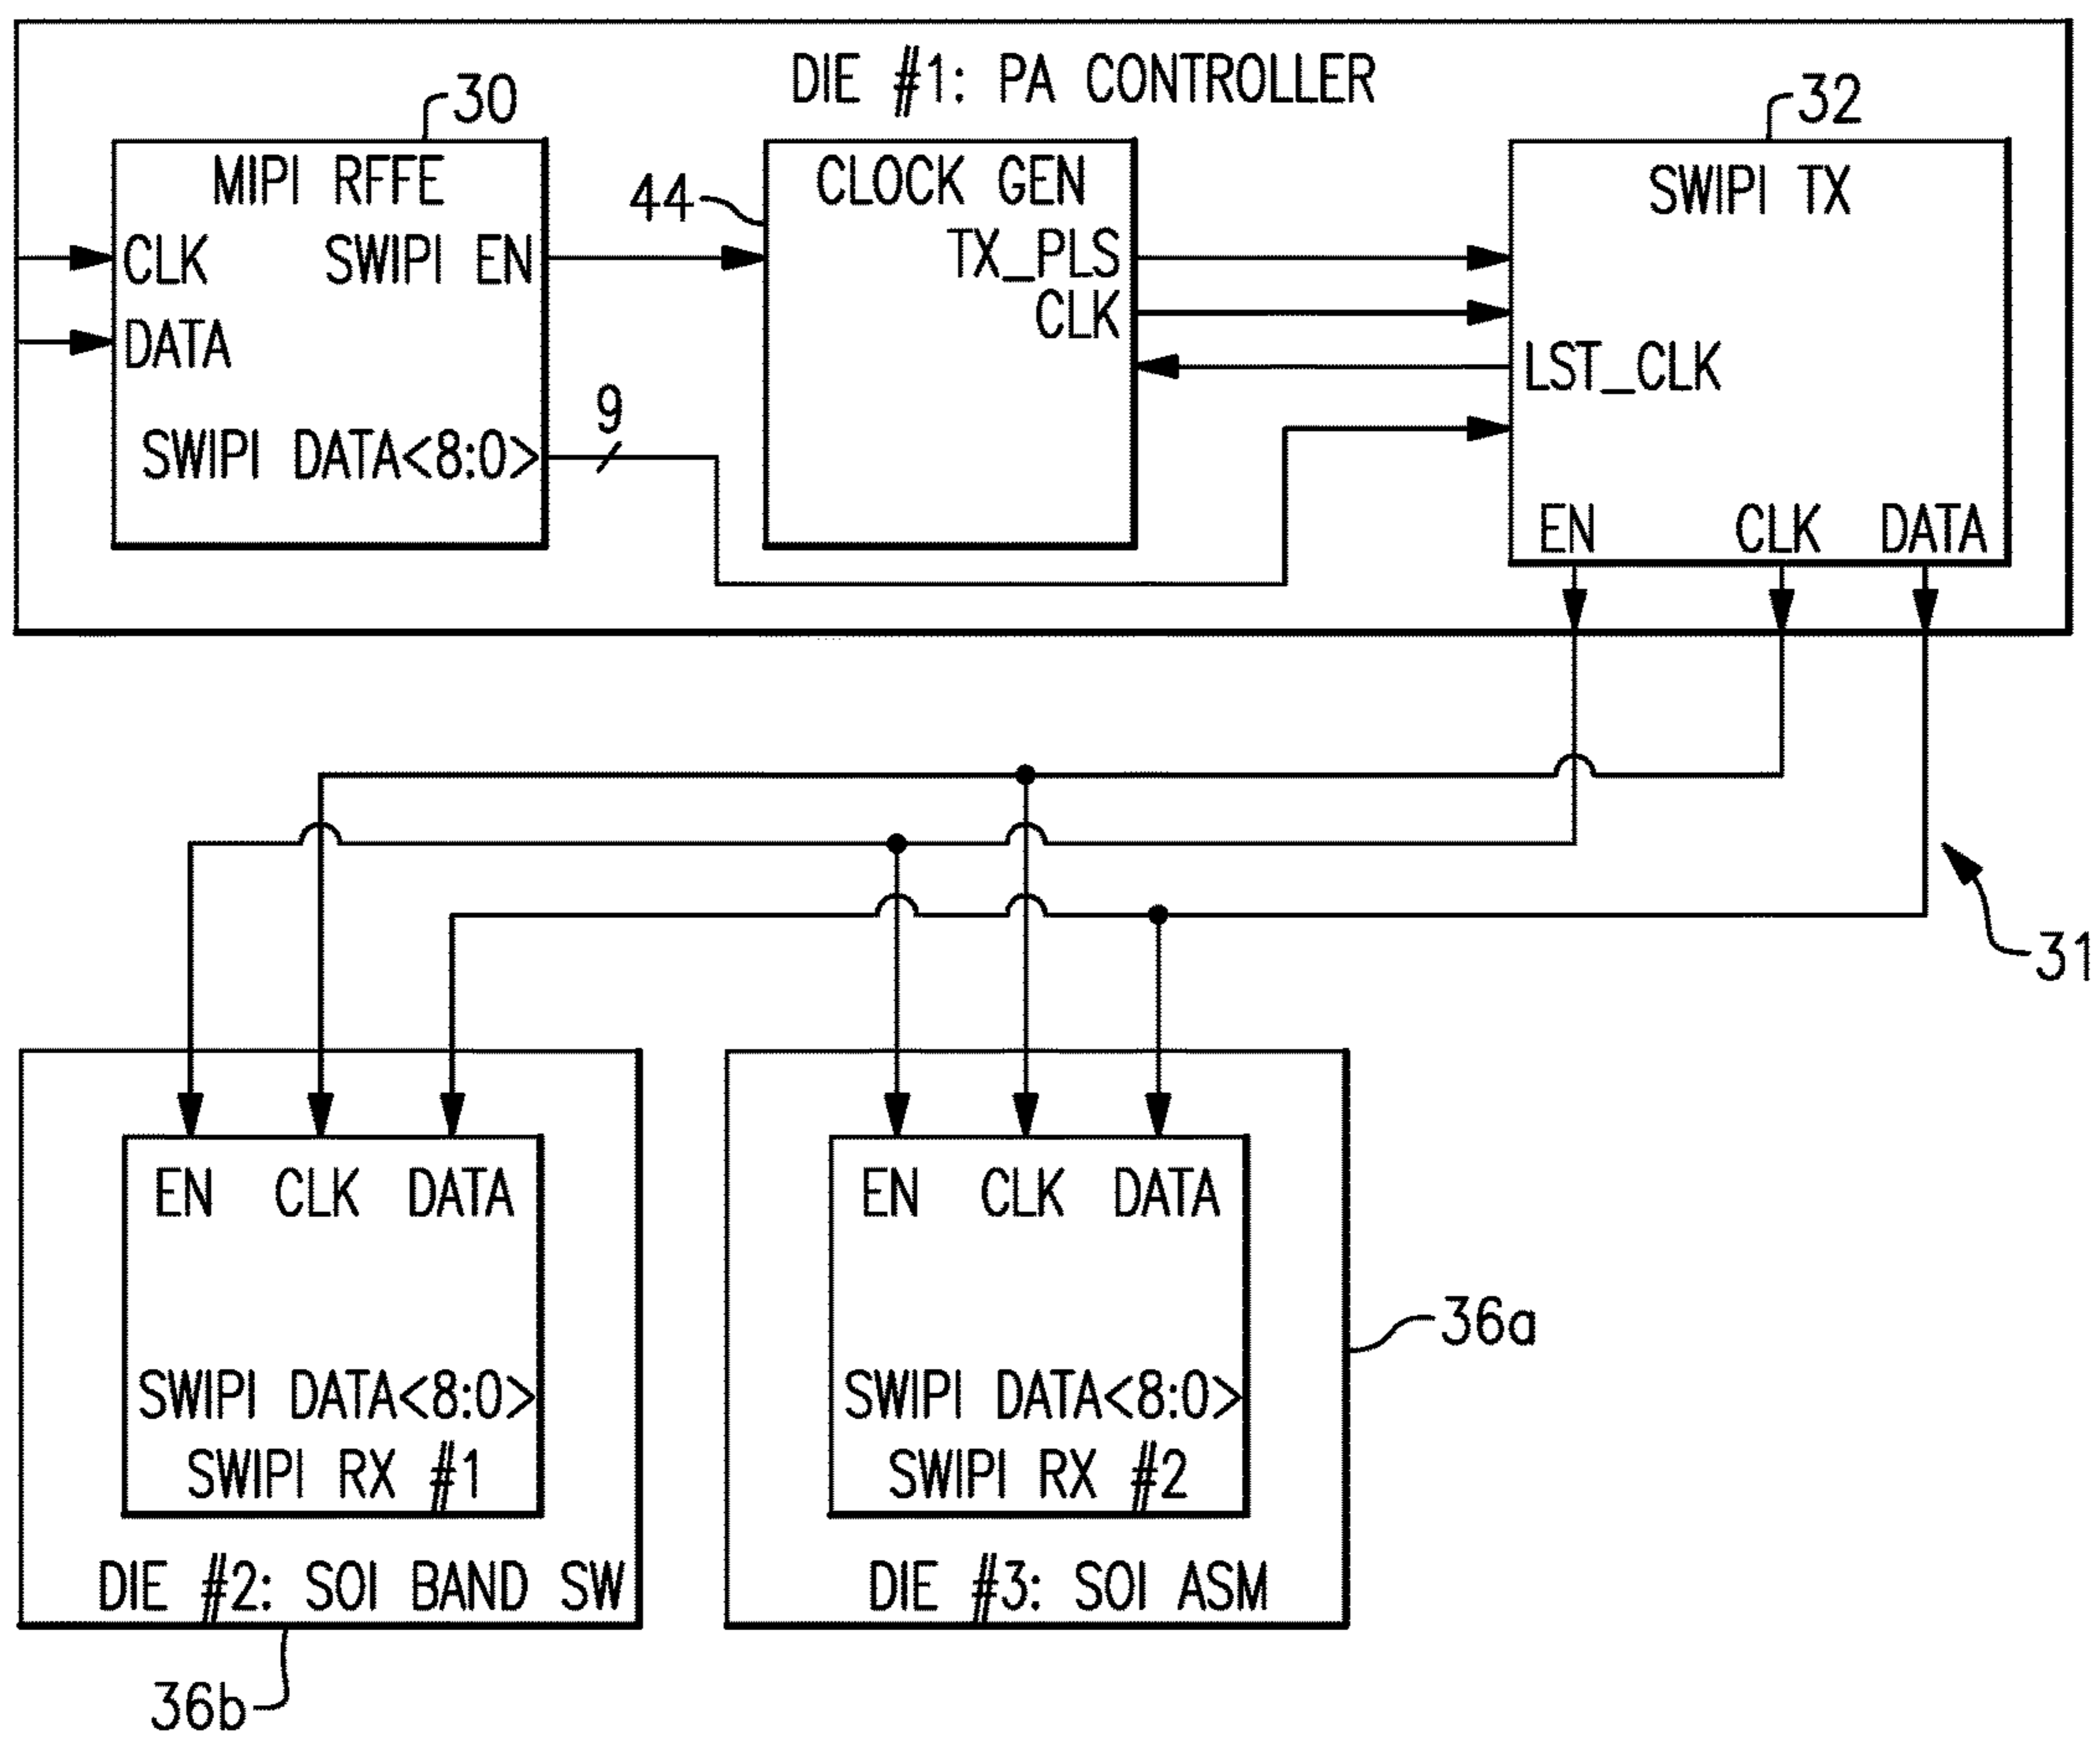 DIE #1: PA CONTROLLER
30
MIPI RFFE
CLK
SWIPI EN
DATA
SWIPI DATA<8:0>
9
44
CLOCK GEN
TX_PLS
CLK
32
SWIPI TX
LST_CLK
EN CLK DATA
31
EN CLK DATA
SWIPI DATA<8:0>
SWIPI RX #1
DIE #2: SOI BAND SW
36b
EN CLK DATA
SWIPI DATA<8:0>
SWIPI RX #2
DIE #3: SOI ASM
36a